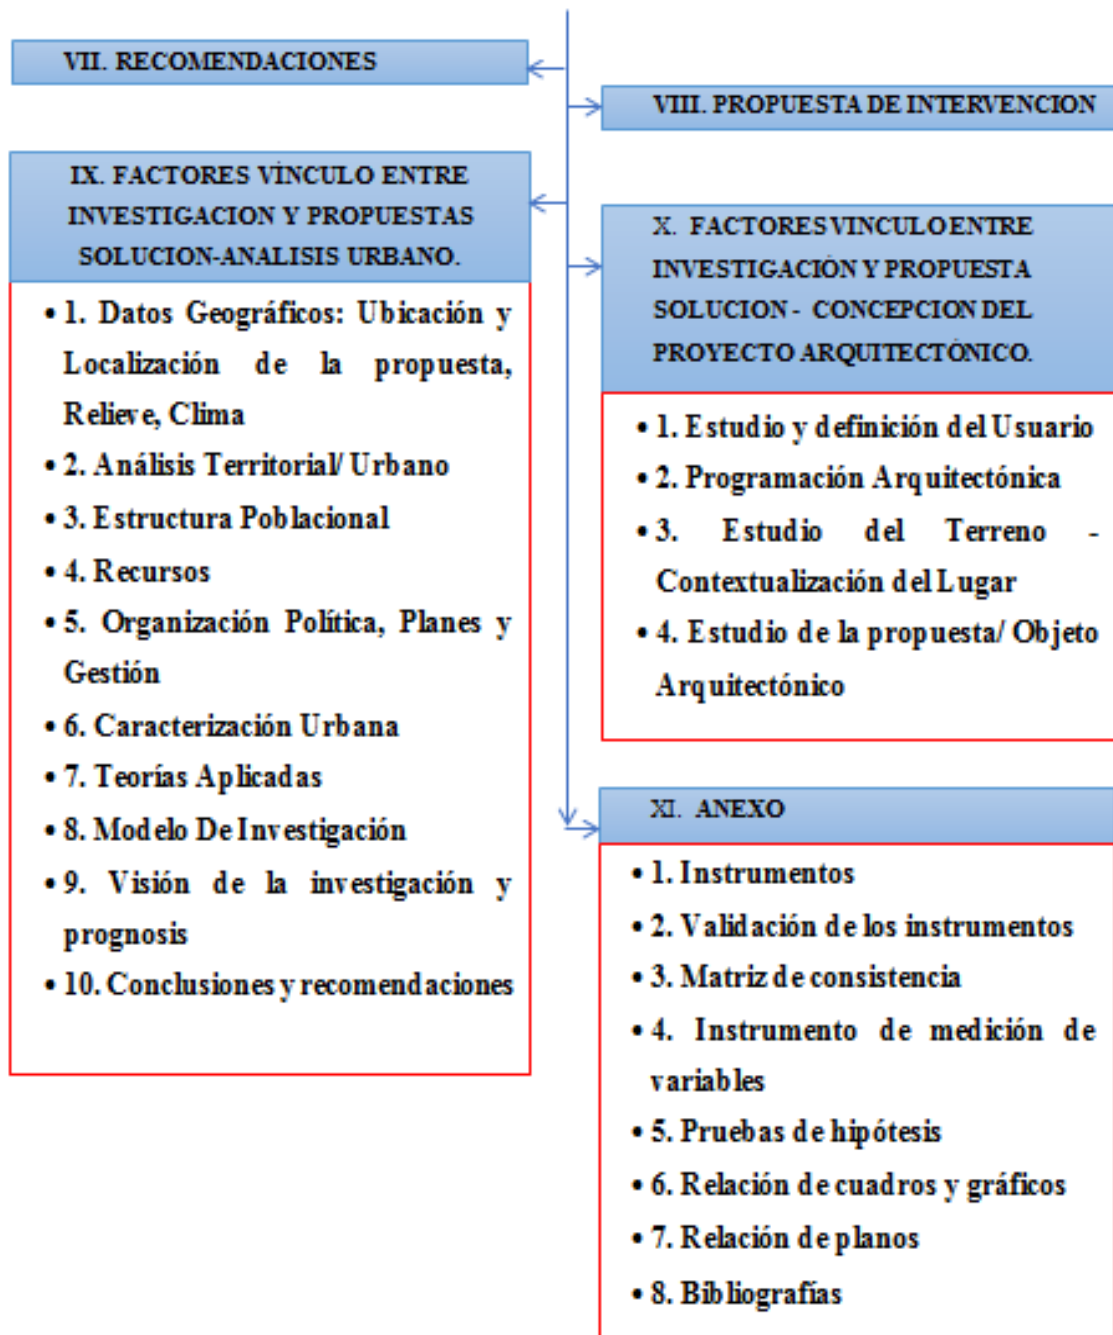 VII. RECOMENDACIONES
VIII. PROPUESTA DE INTERVENCION
IX. FACTORES VÌNCULO ENTRE
INVESTIGACION Y PROPUESTAS
SOLUCION-ANALISIS URBANO.
• 1. Datos Geográficos: Ubicación y
Localización de la propuesta,
Relieve, Clima
• 2. Análisis Territorial/ Urbano
• 3. Estructura Poblacional
• 4. Recursos
• 5. Organización Política, Planes y
Gestión
• 6. Caracterización Urbana
• 7. Teorías Aplicadas
• 8. Modelo De Investigación
• 9. Visión de la investigación y
prognosis
• 10. Conclusiones y recomendaciones
X. FACTORES VINCULO ENTRE
INVESTIGACIÓN Y PROPUESTA
SOLUCION - CONCEPCION DEL
PROYECTO ARQUITECTÓNICO.
• 1. Estudio y definición del Usuario
• 2. Programación Arquitectónica
• 3. Estudio del Terreno -
Contextualización del Lugar
• 4. Estudio de la propuesta/ Objeto
Arquitectónico
XI. ANEXO
• 1. Instrumentos
• 2. Validación de los instrumentos
• 3. Matriz de consistencia
• 4. Instrumento de medición de
variables
• 5. Pruebas de hipótesis
• 6. Relación de cuadros y gráficos
• 7. Relación de planos
• 8. Bibliografías